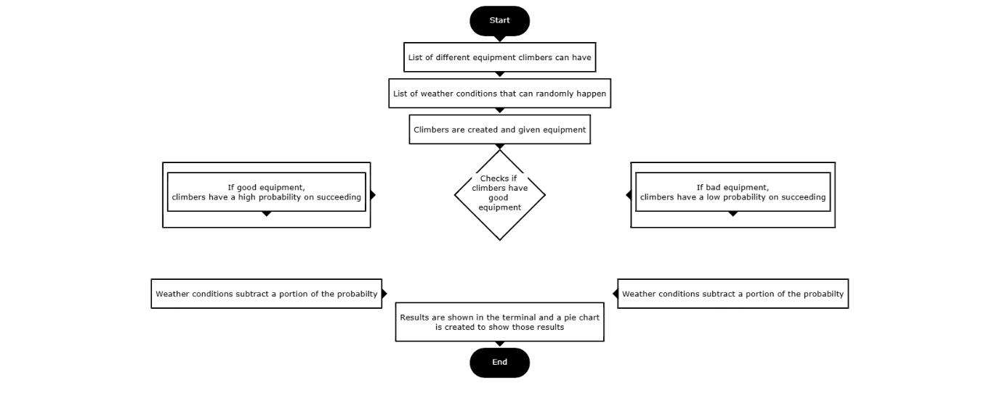 Start
List of different equipment climbers can have
List of weather conditions that can randomly happen
Climbers are created and given equipment
Checks if
climbers have
good
equipment
If good equipment,
climbers have a high probability on succeeding
If bad equipment,
climbers have a low probability on succeeding
Weather conditions subtract a portion of the probabilty
Weather conditions subtract a portion of the probabilty
Results are shown in the terminal and a pie chart
is created to show those results
End